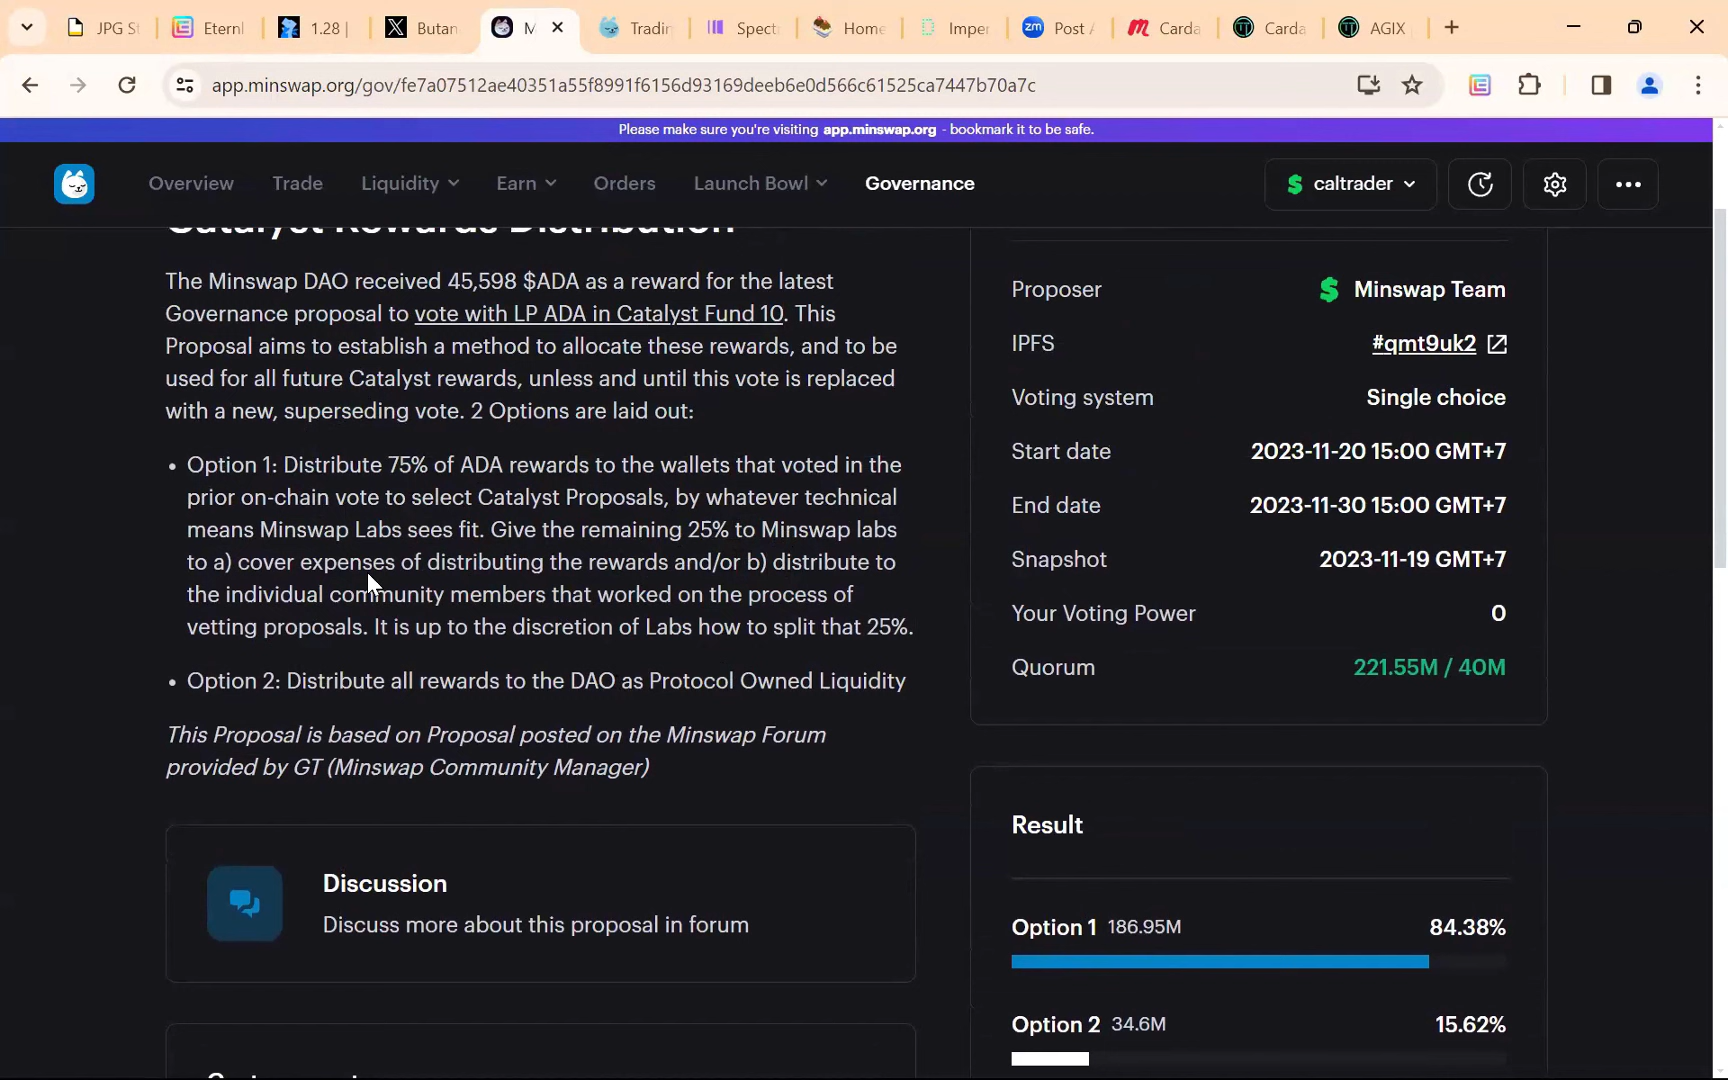 JPG S
Eternl
1.28 |
Butan
M
Tradin
Spect
Home
Imper
Post A
Carda
Carda
AGIX
app.minswap.org/gov/fe7a07512ae40351a55f8991f6156d93169deeb6e0d566c61525ca7447b70a7c
Please make sure you're visiting app.minswap.org - bookmark it to be safe.
Overview Trade Liquidity Earn Orders Launch Bowl Governance caltrader
Catalyst Rewards Distribution
The Minswap DAO received 45,598 $ADA as a reward for the latest
Governance proposal to vote with LP ADA in Catalyst Fund 10. This
Proposal aims to establish a method to allocate these rewards, and to be
used for all future Catalyst rewards, unless and until this vote is replaced
with a new, superseding vote. 2 Options are laid out:
• Option 1: Distribute 75% of ADA rewards to the wallets that voted in the
prior on-chain vote to select Catalyst Proposals, by whatever technical
means Minswap Labs sees fit. Give the remaining 25% to Minswap labs
to a) cover expenses of distributing the rewards and/or b) distribute to
the individual community members that worked on the process of
vetting proposals. It is up to the discretion of Labs how to split that 25%.
• Option 2: Distribute all rewards to the DAO as Protocol Owned Liquidity
This Proposal is based on Proposal posted on the Minswap Forum
provided by GT (Minswap Community Manager)
Discussion
Discuss more about this proposal in forum
Proposer Minswap Team
IPFS #qmt9uk2
Voting system Single choice
Start date 2023-11-20 15:00 GMT+7
End date 2023-11-30 15:00 GMT+7
Snapshot 2023-11-19 GMT+7
Your Voting Power 0
Quorum 221.55M / 40M
Result
Option 1 186.95M 84.38%
Option 2 34.6M 15.62%